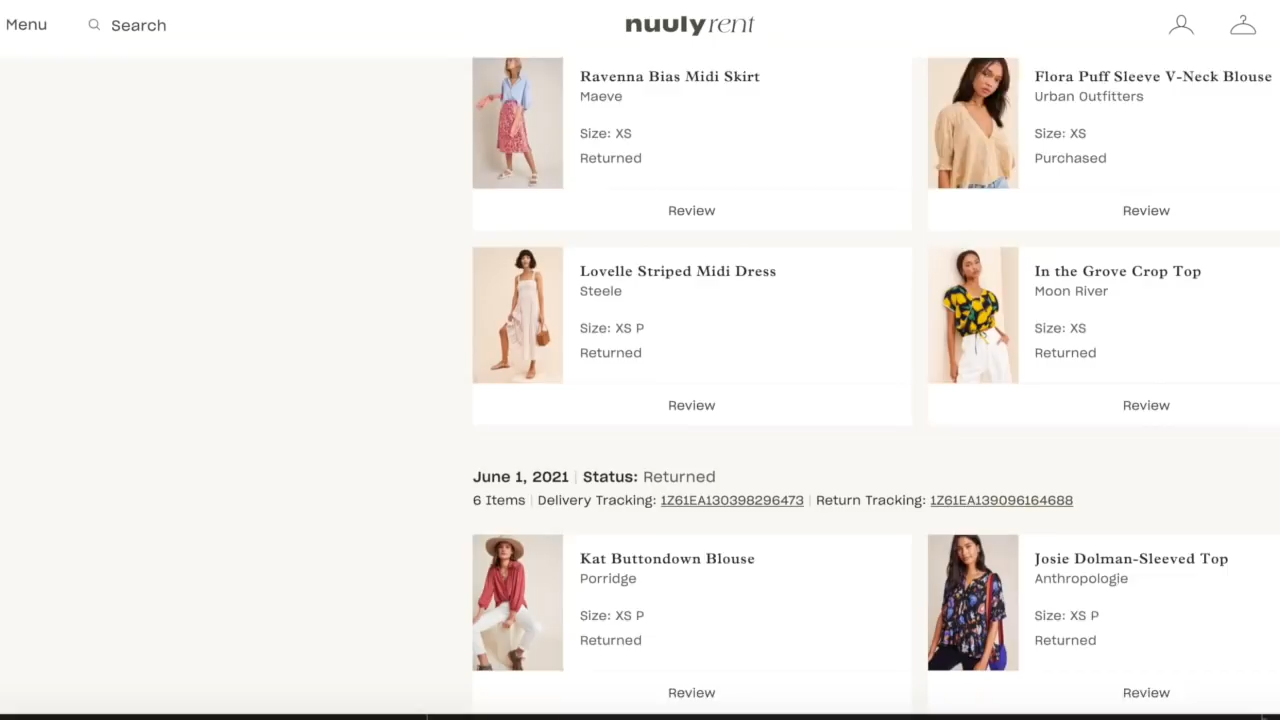 Menu
Search
nuuly rent
Ravenna Bias Midi Skirt
Maeve
Size: XS
Returned
Review
Flora Puff Sleeve V-Neck Blouse
Urban Outfitters
Size: XS
Purchased
Review
Lovelle Striped Midi Dress
Steele
Size: XS P
Returned
Review
In the Grove Crop Top
Moon River
Size: XS
Returned
Review
June 1, 2021 | Status: Returned
6 Items | Delivery Tracking: 1Z61EA130398296473 | Return Tracking: 1Z61EA139096164688
Kat Buttondown Blouse
Porridge
Size: XS P
Returned
Review
Josie Dolman-Sleeved Top
Anthropologie
Size: XS P
Returned
Review